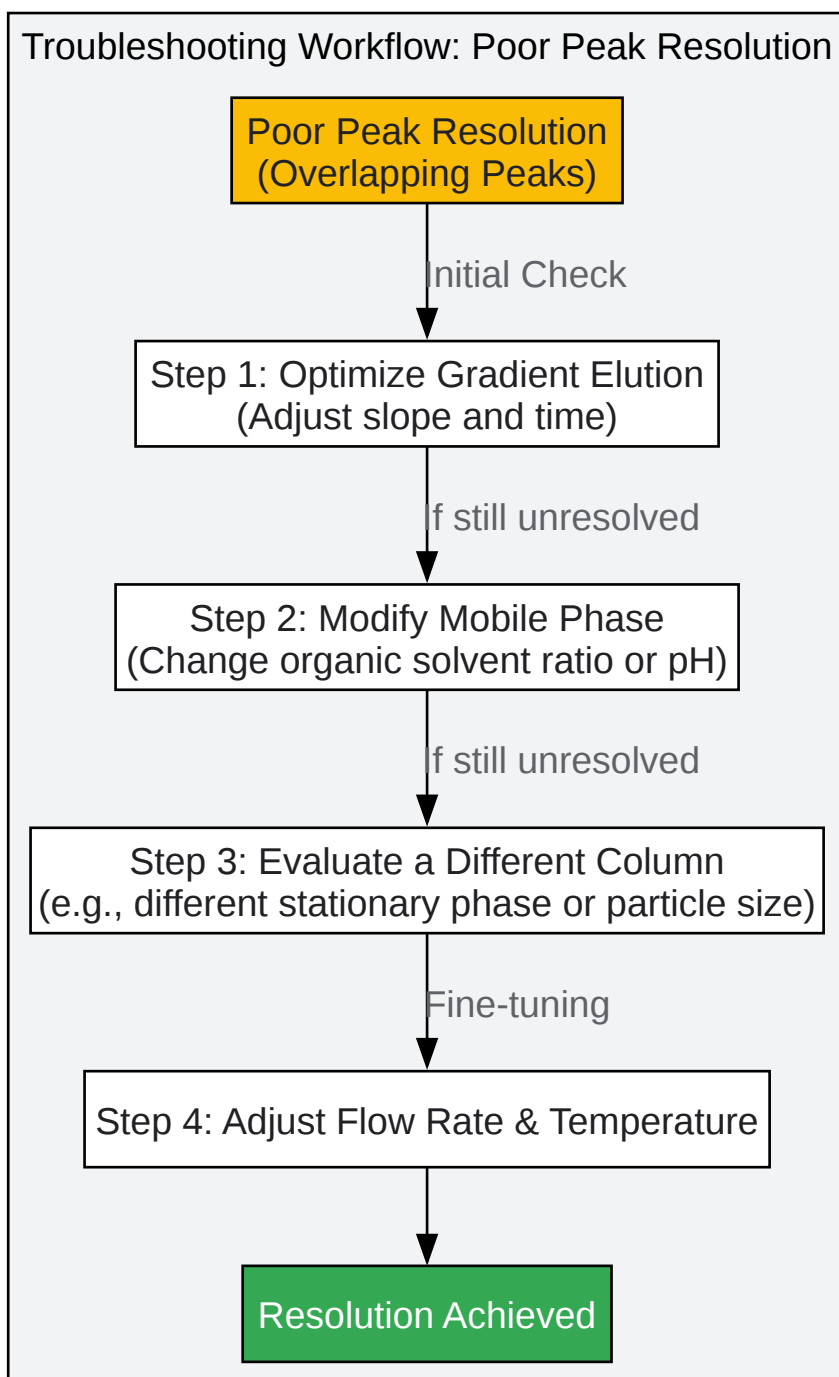 Troubleshooting Workflow: Poor Peak Resolution
Poor Peak Resolution
(Overlapping Peaks)
Initial Check
Step 1: Optimize Gradient Elution
(Adjust slope and time)
If still unresolved
Step 2: Modify Mobile Phase
(Change organic solvent ratio or pH)
If still unresolved
Step 3: Evaluate a Different Column
(e.g., different stationary phase or particle size)
Fine-tuning
Step 4: Adjust Flow Rate & Temperature
Resolution Achieved